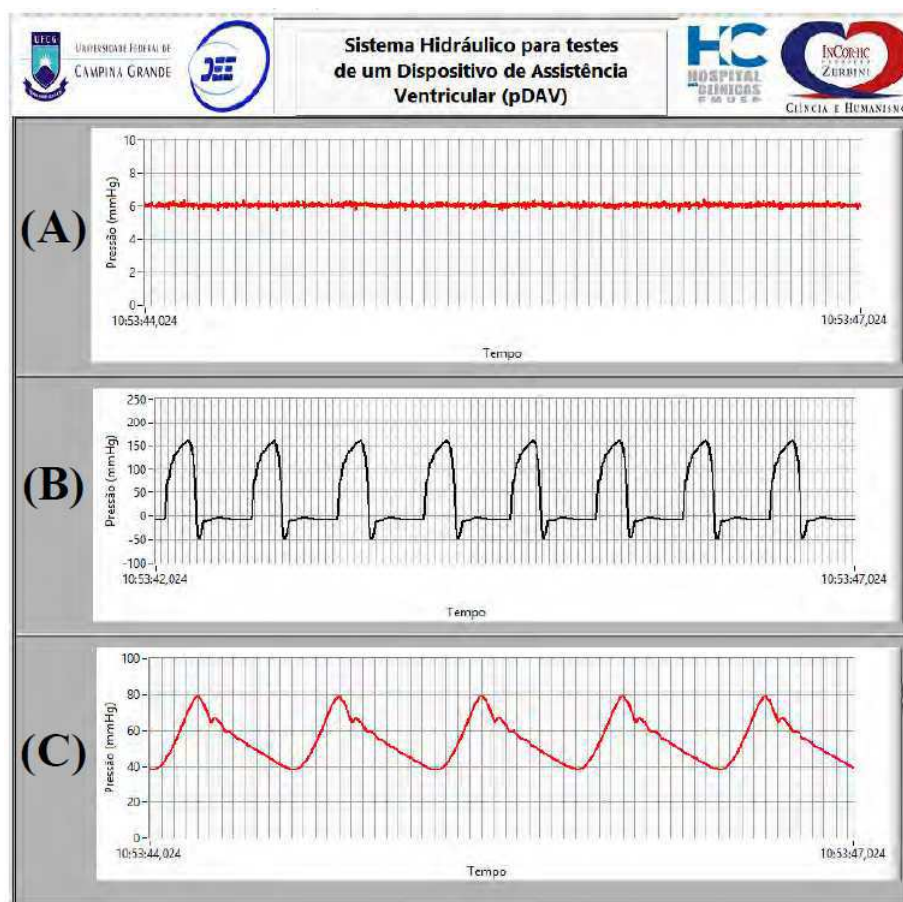 UFCG
UNIVERSIDADE FEDERAL DE
CAMPINA GRANDE
DEE
Sistema Hidráulico para testes
de um Dispositivo de Assistência
Ventricular (pDAV)
HC
HOSPITAL
DAS CLÍNICAS
FMUSP
INCOR·HC
ZERBINI
CIÊNCIA E HUMANISMO
(A)
Pressão (mmHg)
10
8
6
4
2
0
10:53:44,024
10:53:47,024
Tempo
(B)
Pressão (mmHg)
250
200
150
100
50
0
-50
-100
10:53:42,024
10:53:47,024
Tempo
(C)
Pressão (mmHg)
100
80
60
40
20
0
10:53:44,024
10:53:47,024
Tempo